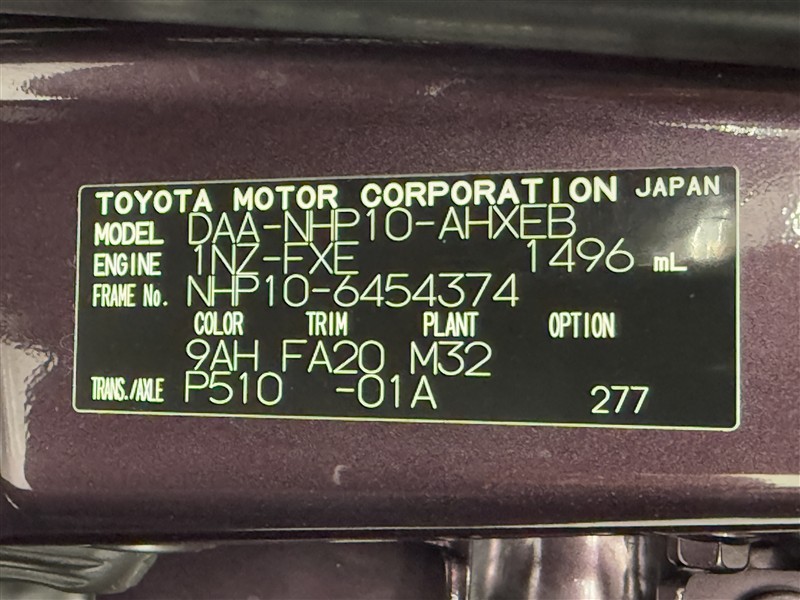 TOYOTA MOTOR CORPORATION JAPAN
MODEL DAA-NHP10-AHXEB
ENGINE 1NZ-FXE 1496 mL
FRAME No. NHP10-6454374
COLOR TRIM PLANT OPTION
9AH FA20 M32
TRANS./AXLE P510 -01A 277